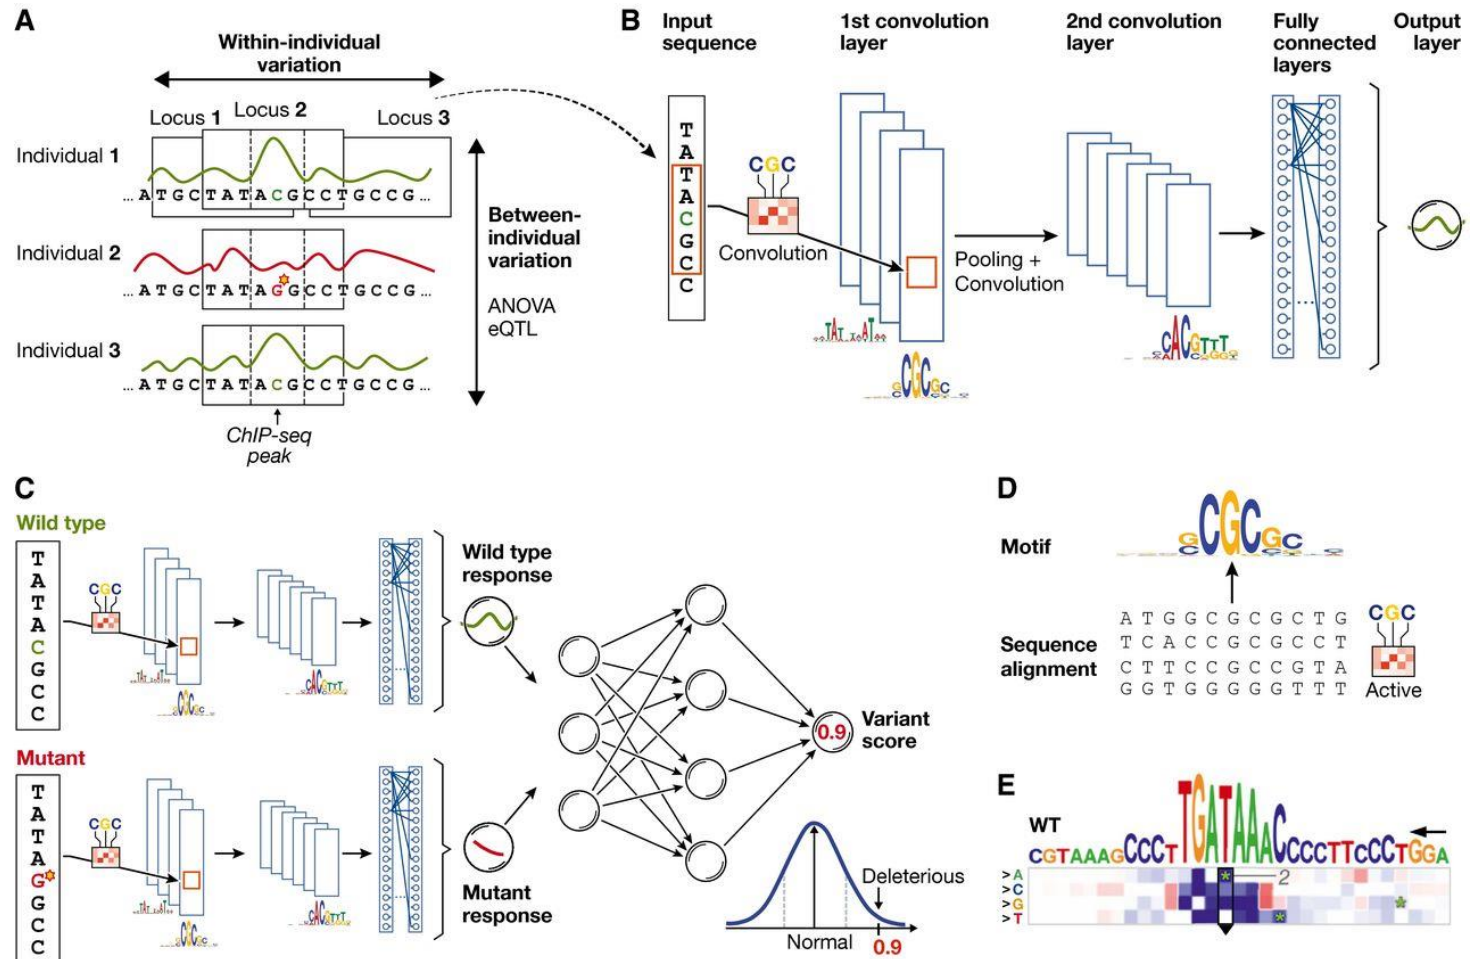 A
Within-individual
variation
Locus 1
Locus 2
Locus 3
Individual 1
... A T G C T A T A C G C C T G C C G ...
Individual 2
... A T G C T A T A G G C C T G C C G ...
Individual 3
... A T G C T A T A C G C C T G C C G ...
ChIP-seq
peak
Between-
individual
variation
ANOVA
eQTL
B
Input
sequence
1st convolution
layer
2nd convolution
layer
Fully
connected
layers
Output
layer
T
A
T
A
C
G
C
C
CGC
Convolution
Pooling +
Convolution
CGCGC
CACGTTT
...
C
Wild type
T
A
T
A
C
G
C
C
CGC
Wild type
response
Mutant
T
A
T
A
G
G
C
C
CGC
Mutant
response
0.9
Variant
score
Deleterious
Normal
0.9
D
Motif
GCGCGC
Sequence
alignment
A T G G C G C G C T G
T C A C C G C G C C T
C T T C C G C C G T A
G G T G G G G G T T T
CGC
Active
E
WT
CGTAAAGCCCTTGATAAACCCCTTCCCTGGA
2
> A
> C
> G
> T